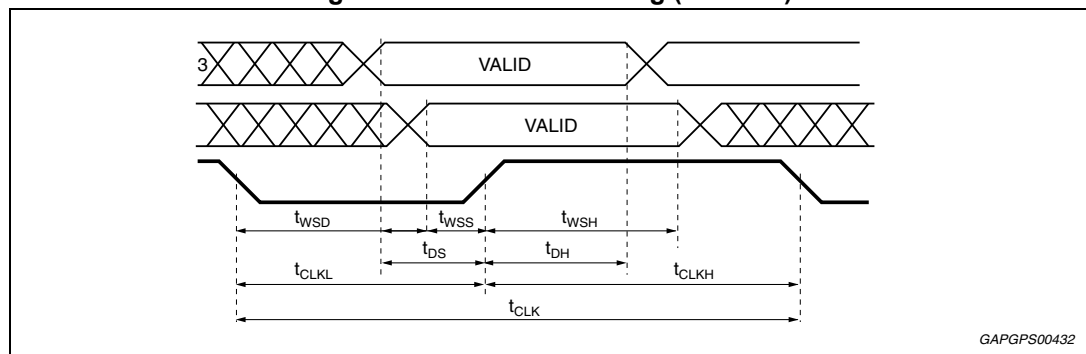 3 VALID
VALID
tWSD tWSS tWSH
tDS tDH
tCLKL tCLKH
tCLK
GAPGPS00432